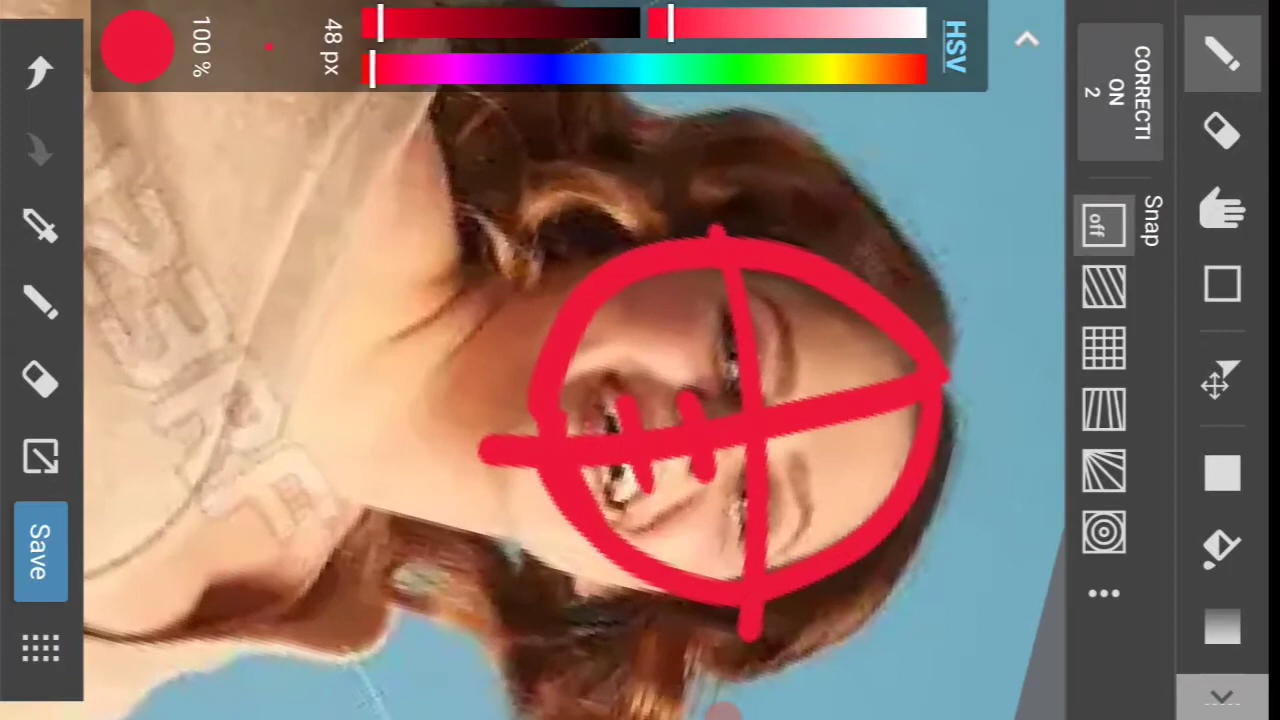 CORRECTI
ON
2
Snap
off
HSV
48 px
100 %
Save